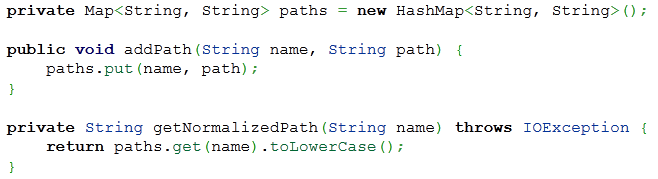 private Map<String, String> paths = new HashMap<String, String>();
public void addPath(String name, String path) {
paths.put(name, path);
}
private String getNormalizedPath(String name) throws IOException {
return paths.get(name).toLowerCase();
}